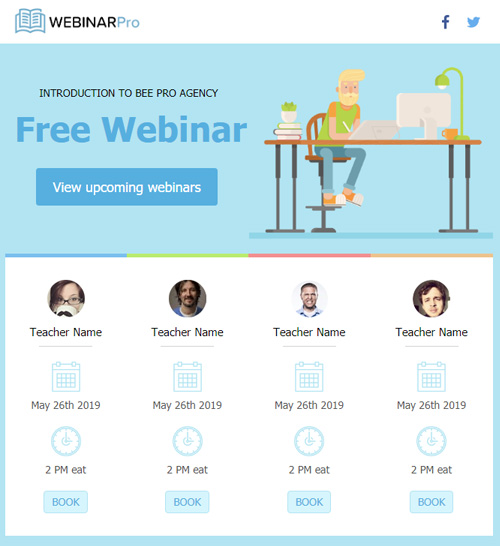 WEBINARPro
INTRODUCTION TO BEE PRO AGENCY
Free Webinar
View upcoming webinars
Teacher Name Teacher Name Teacher Name Teacher Name
May 26th 2019 May 26th 2019 May 26th 2019 May 26th 2019
2 PM eat 2 PM eat 2 PM eat 2 PM eat
BOOK BOOK BOOK BOOK